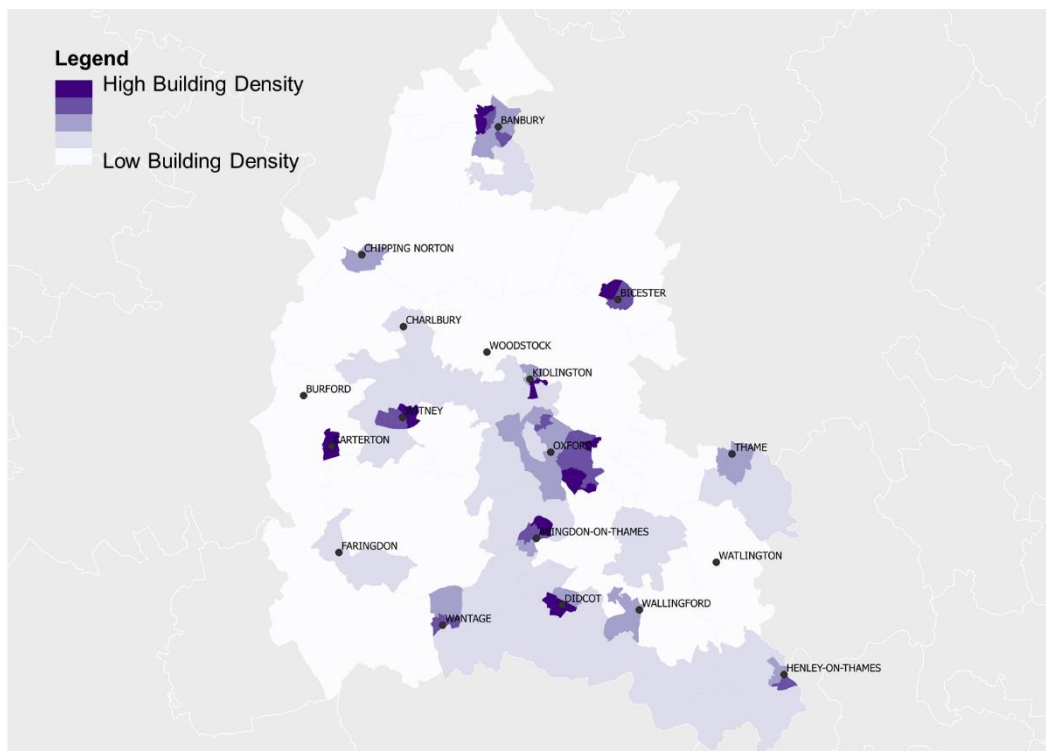 Legend
High Building Density
Low Building Density
BANBURY
CHIPPING NORTON
BICESTER
CHARLBURY
WOODSTOCK
KIDLINGTON
BURFORD
WITNEY
CARTERTON
OXFORD
THAME
ABINGDON-ON-THAMES
FARINGDON
WATLINGTON
DIDCOT
WALLINGFORD
WANTAGE
HENLEY-ON-THAMES